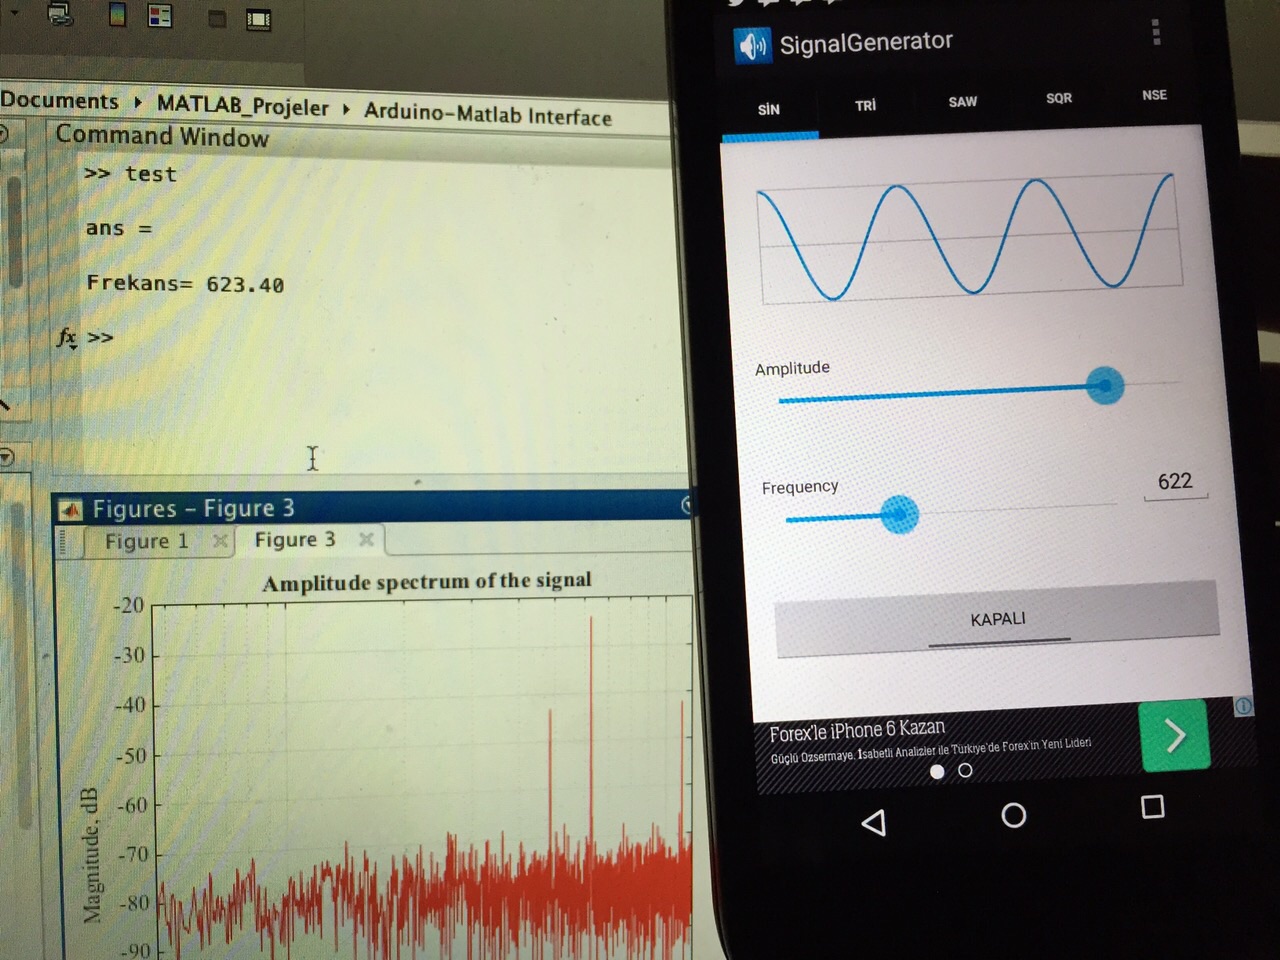 Documents ▸ MATLAB_Projeler ▸ Arduino-Matlab Interface
Command Window
>> test
ans =
Frekans= 623.40
fx >>
Figures - Figure 3
Figure 1
Figure 3
Amplitude spectrum of the signal
Magnitude, dB
-20
-30
-40
-50
-60
-70
-80
-90
SignalGenerator
SİN
TRİ
SAW
SQR
NSE
Amplitude
Frequency
622
KAPALI
Forex'le iPhone 6 Kazan
Güçlü Özsermaye, İsabetli Analizler ile Türkiye'de Forex'in Yeni Lideri